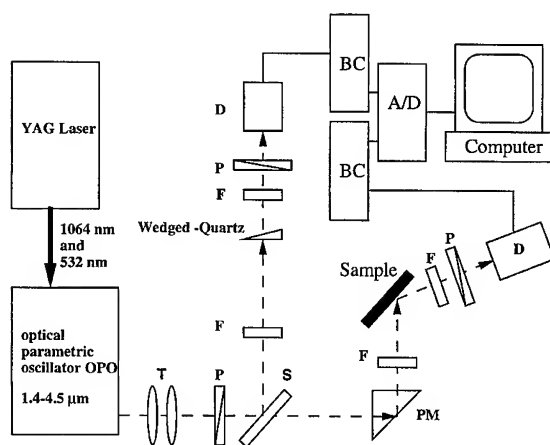 YAG Laser
1064 nm
and
532 nm
optical
parametric
oscillator OPO
1.4-4.5 µm
T
P
S
F
Wedged -Quartz
F
P
D
BC
BC
A/D
Computer
PM
F
Sample
F
P
D